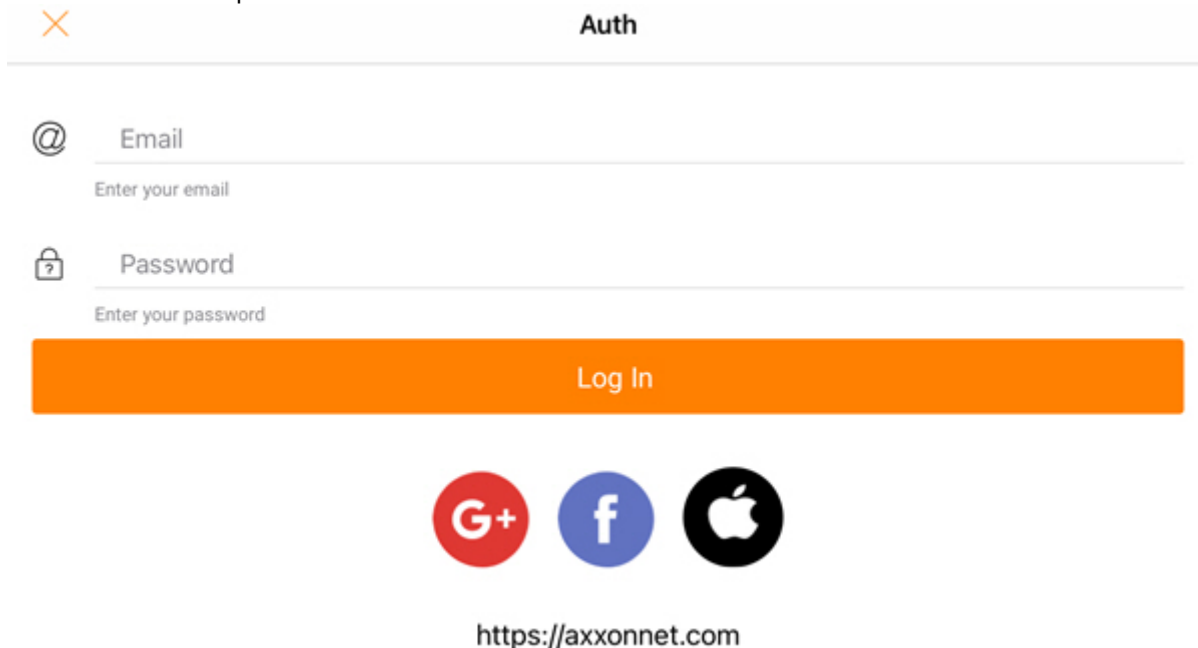 Auth
@ Email
Enter your email
? Password
Enter your password
Log In
G+ f
https://axxonnet.com